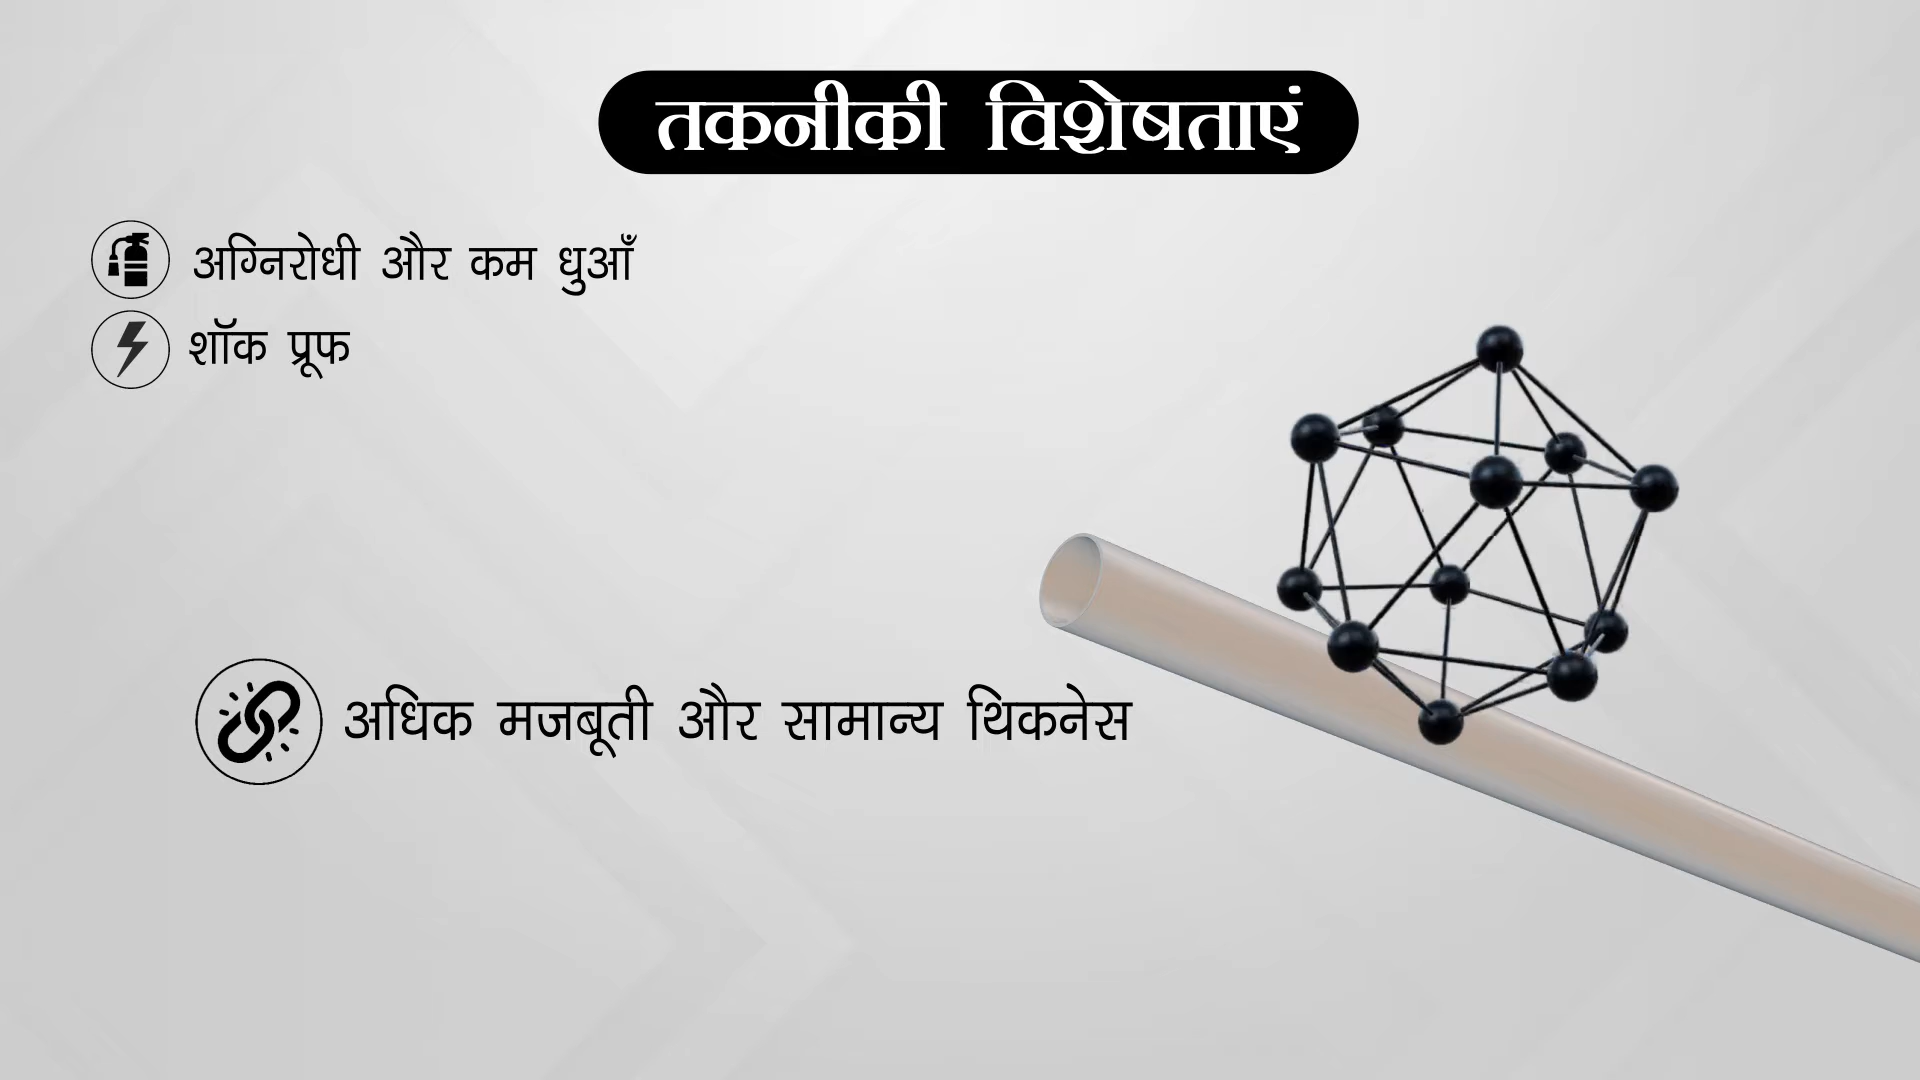 तकनीकी विशेषताएं
अग्निरोधी और कम धुआँ
शॉक प्रूफ
अधिक मजबूती और सामान्य थिकनेस